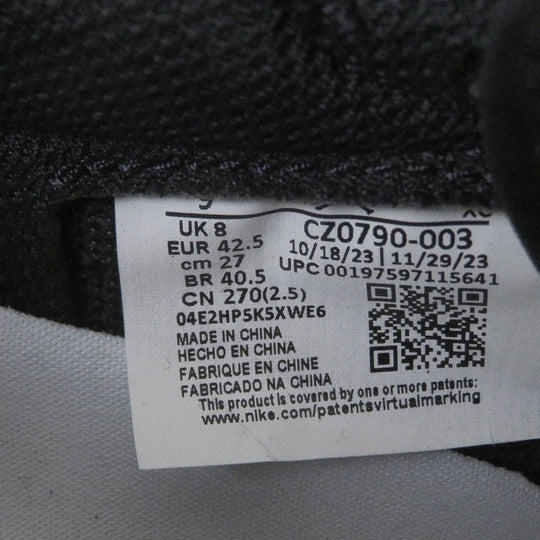 UK 8
EUR 42.5
cm 27
BR 40.5
CN 270(2.5)
CZ0790-003
10/18/23 | 11/29/23
UPC 00197597115641
04E2HP5K5XWE6
MADE IN CHINA
HECHO EN CHINA
FABRIQUE EN CHINE
FABRICADO NA CHINA
This product is covered by one or more patents:
www.nike.com/patentsvirtualmarking